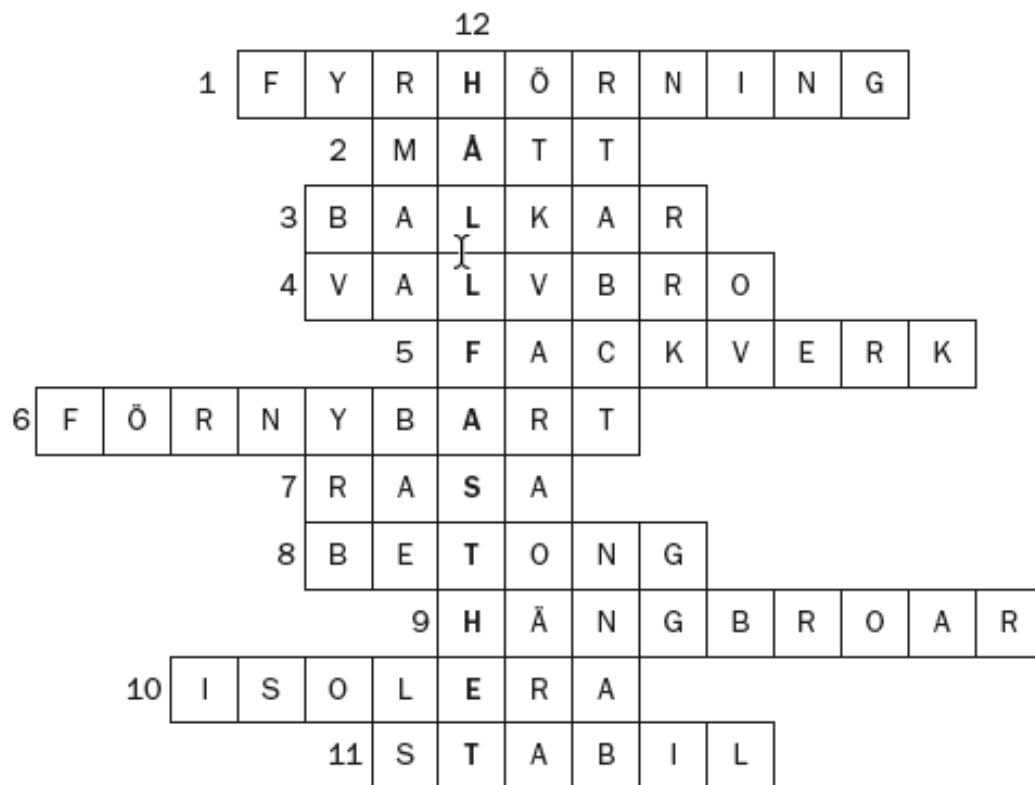 12
1 FYRHÖRNING
2 MÅTT
3 BALKAR
4 VALVBRO
5 FACKVERK
6 FÖRNYBART
7 RASA
8 BETONG
9 HÄNGBROAR
10 ISOLERA
11 STABIL